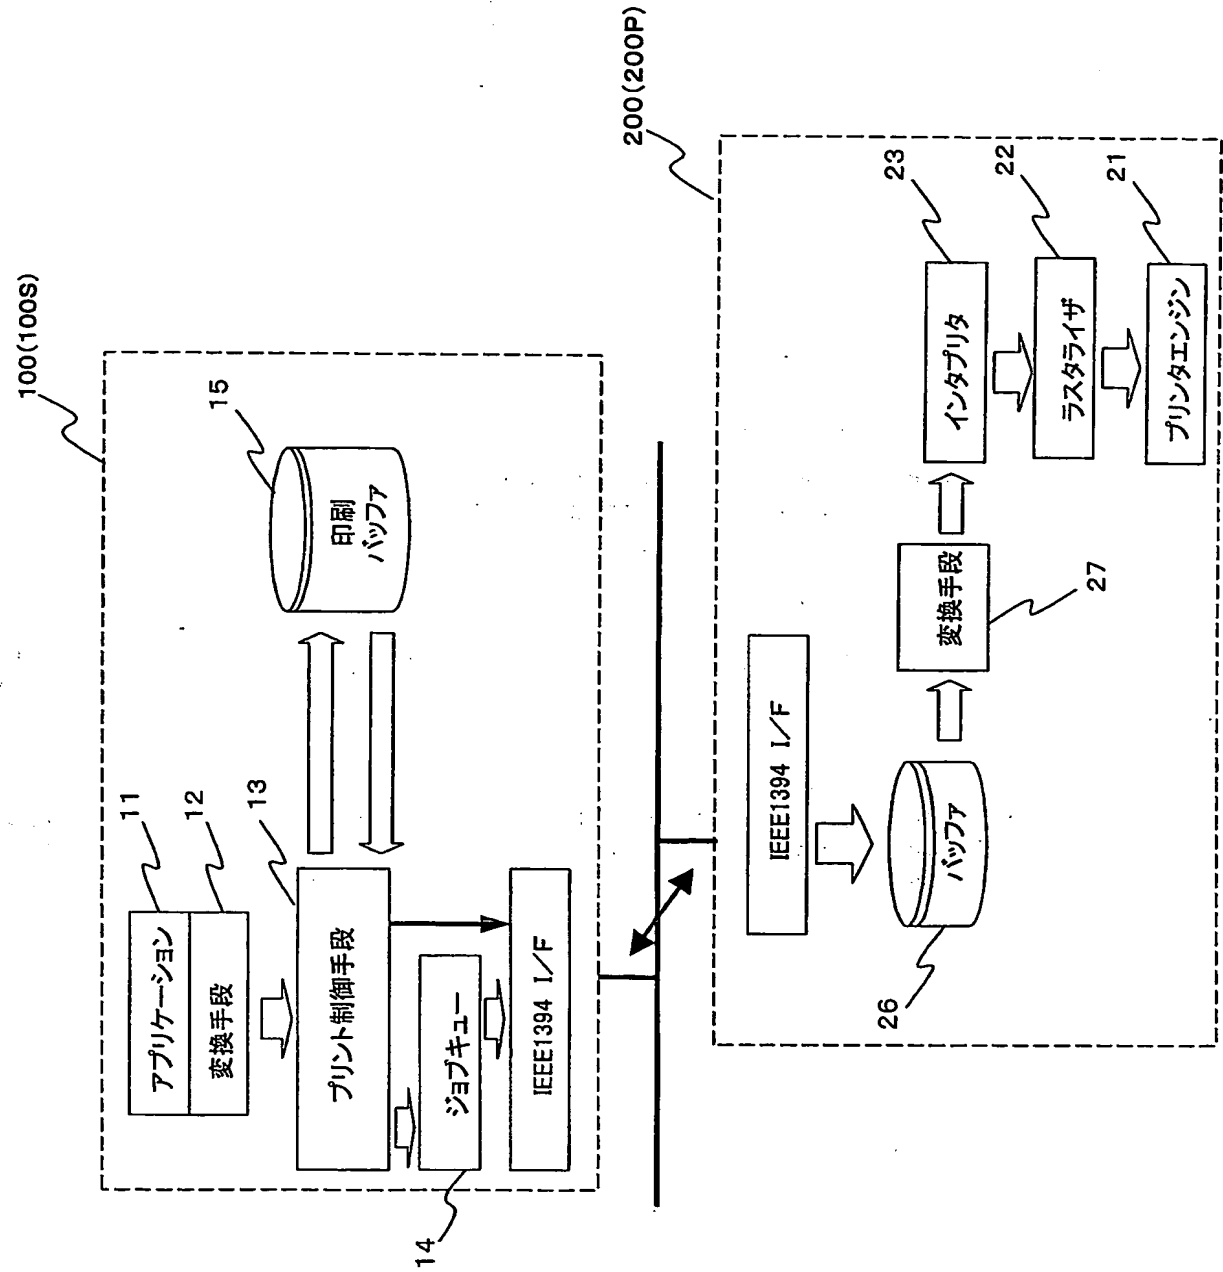 100(100S)
11
アプリケーション
12
変換手段
13
プリント制御手段
15
印刷
バッファ
14
ジョブキュー
IEEE1394 I/F
200(200P)
IEEE1394 I/F
26
バッファ
27
変換手段
23
インタプリタ
22
ラスタライザ
21
プリンタエンジン